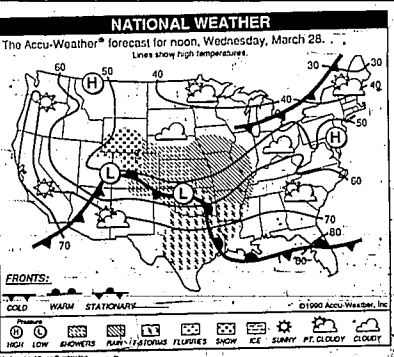 NATIONAL WEATHER
The Accu-Weather® forecast for noon, Wednesday, March 28.
Lines show high temperatures.
60 50 40 30 30
H 40
40
50
H
L
60
L
70
70 80
80
FRONTS:
COLD WARM STATIONARY
©1990 Accu-Weather, Inc
Pressure
H L
HIGH LOW SHOWERS RAIN T-STORMS FLURRIES SNOW ICE SUNNY PT. CLOUDY CLOUDY